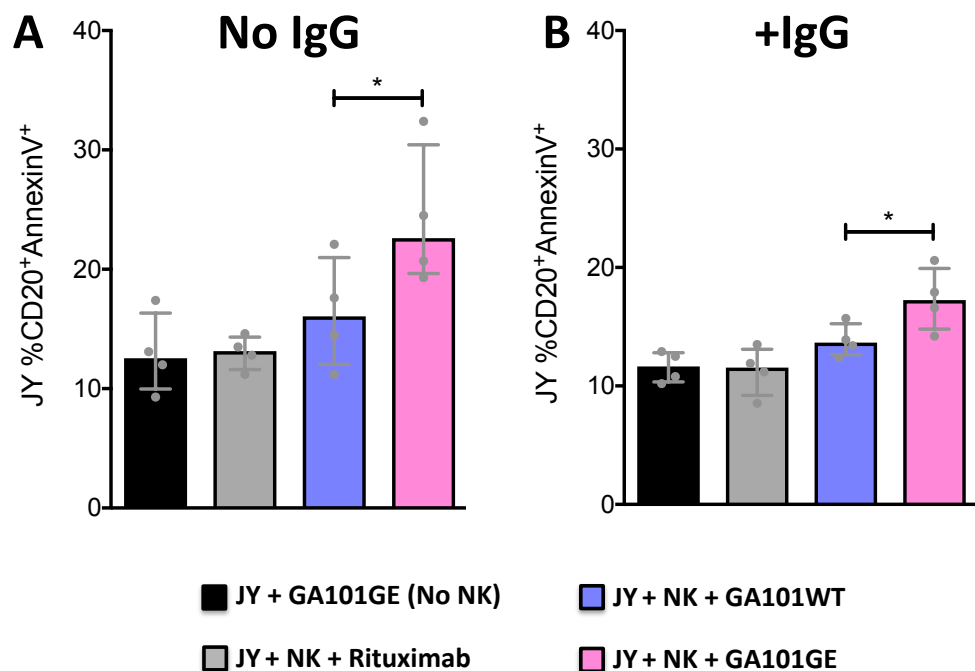 A No IgG
JY %CD20⁺AnnexinV⁺
40
30
20
10
0
*
B +IgG
JY %CD20⁺AnnexinV⁺
40
30
20
10
0
*
JY + GA101GE (No NK)
JY + NK + GA101WT
JY + NK + Rituximab
JY + NK + GA101GE